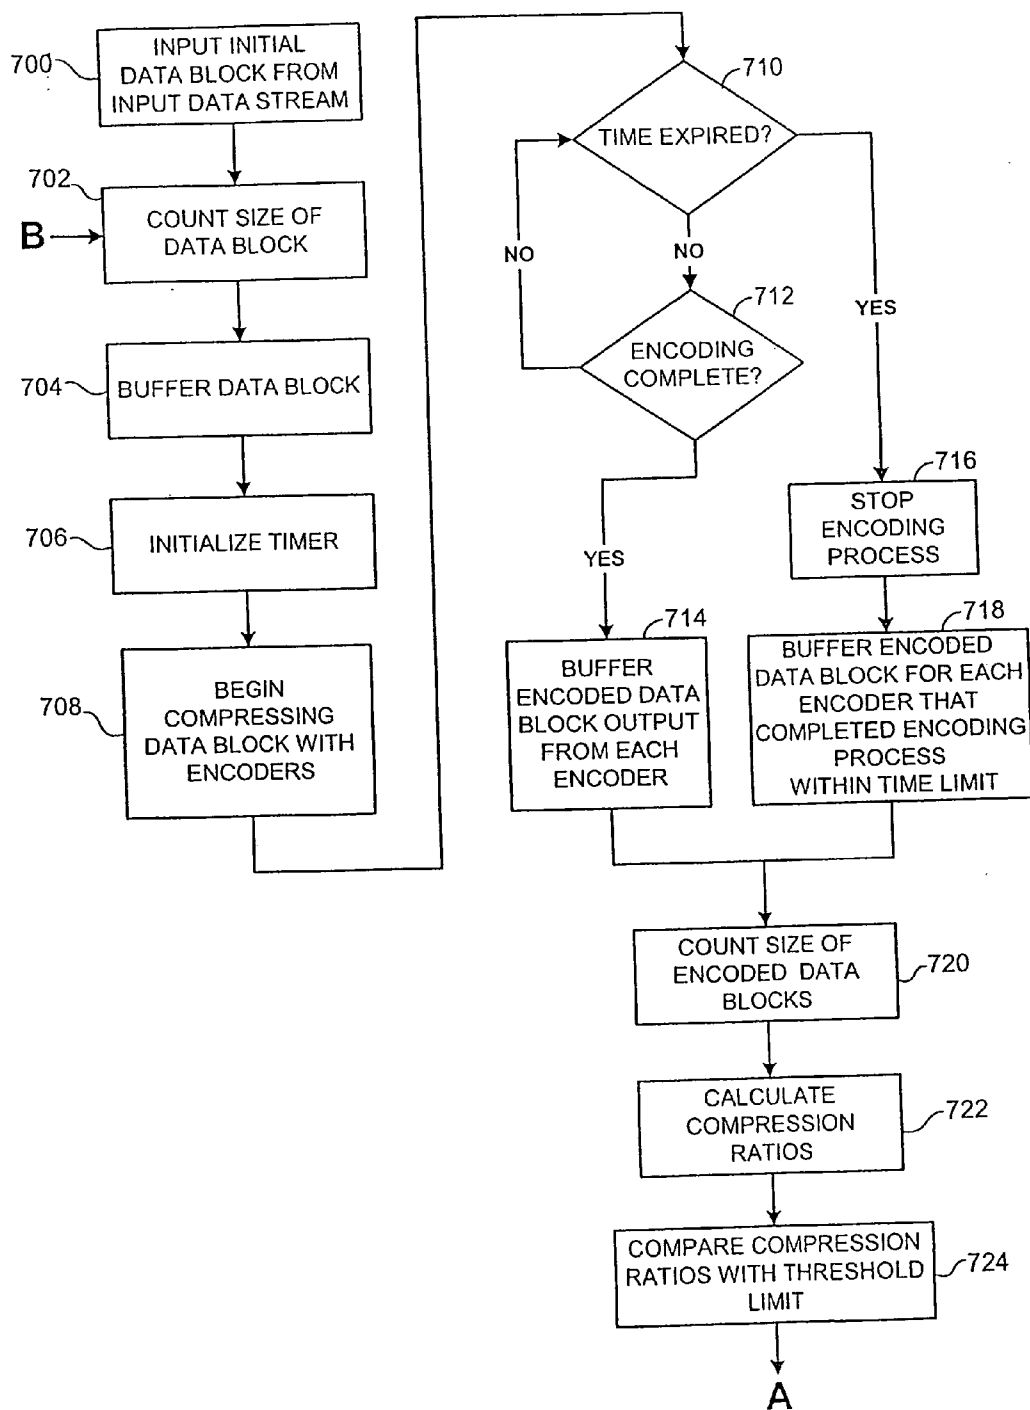 700
INPUT INITIAL
DATA BLOCK FROM
INPUT DATA STREAM
702
B
COUNT SIZE OF
DATA BLOCK
704
BUFFER DATA BLOCK
706
INITIALIZE TIMER
708
BEGIN
COMPRESSING
DATA BLOCK WITH
ENCODERS
710
TIME EXPIRED?
NO
NO
YES
712
ENCODING
COMPLETE?
YES
716
STOP
ENCODING
PROCESS
714
BUFFER
ENCODED DATA
BLOCK OUTPUT
FROM EACH
ENCODER
718
BUFFER ENCODED
DATA BLOCK FOR EACH
ENCODER THAT
COMPLETED ENCODING
PROCESS
WITHIN TIME LIMIT
COUNT SIZE OF
ENCODED DATA
BLOCKS
720
CALCULATE
COMPRESSION
RATIOS
722
COMPARE COMPRESSION
RATIOS WITH THRESHOLD
LIMIT
724
A